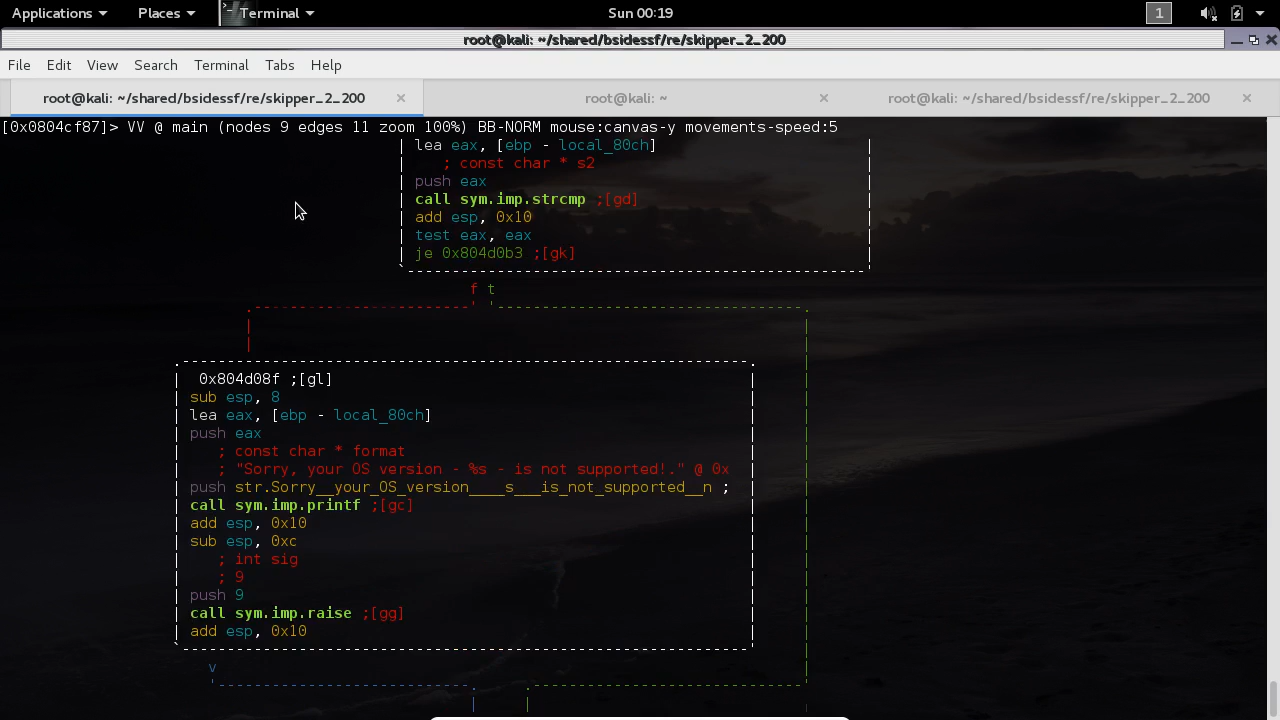 Applications Places Terminal Sun 00:19 1
root@kali: ~/shared/bsidessf/re/skipper_2_200
File Edit View Search Terminal Tabs Help
root@kali: ~/shared/bsidessf/re/skipper_2_200 × root@kali: ~ × root@kali: ~/shared/bsidessf/re/skipper_2_200 ×
[0x0804cf87]> VV @ main (nodes 9 edges 11 zoom 100%) BB-NORM mouse:canvas-y movements-speed:5
lea eax, [ebp - local_80ch]
; const char * s2
push eax
call sym.imp.strcmp ;[gd]
add esp, 0x10
test eax, eax
je 0x804d0b3 ;[gk]
f t
0x804d08f ;[gl]
sub esp, 8
lea eax, [ebp - local_80ch]
push eax
; const char * format
; "Sorry, your OS version - %s - is not supported!." @ 0x
push str.Sorry__your_OS_version____s___is_not_supported__n ;
call sym.imp.printf ;[gc]
add esp, 0x10
sub esp, 0xc
; int sig
; 9
push 9
call sym.imp.raise ;[gg]
add esp, 0x10
v